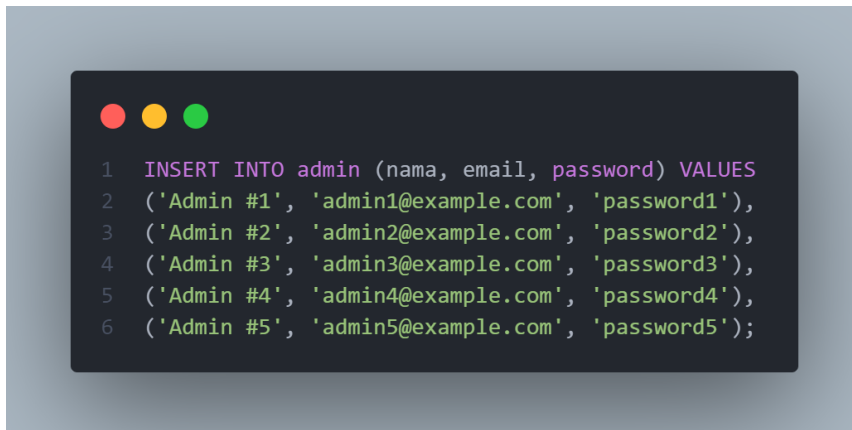 1 INSERT INTO admin (nama, email, password) VALUES
2 ('Admin #1', 'admin1@example.com', 'password1'),
3 ('Admin #2', 'admin2@example.com', 'password2'),
4 ('Admin #3', 'admin3@example.com', 'password3'),
5 ('Admin #4', 'admin4@example.com', 'password4'),
6 ('Admin #5', 'admin5@example.com', 'password5');